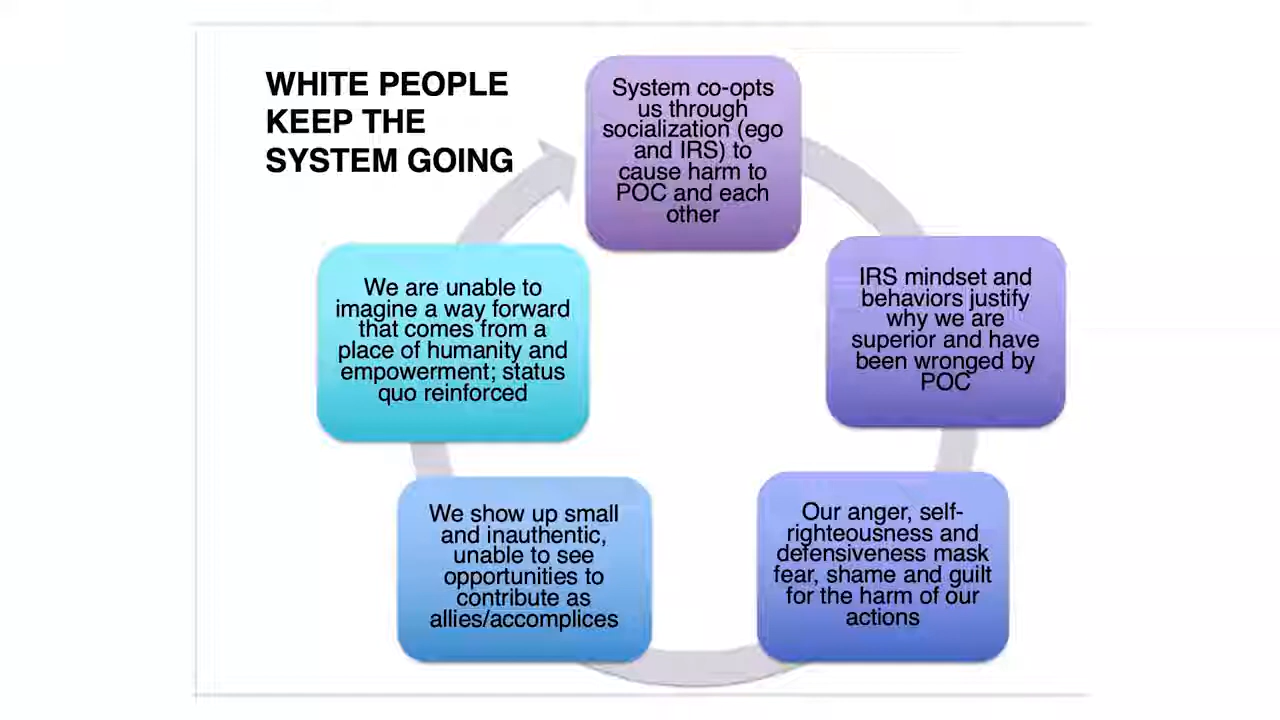 WHITE PEOPLE
KEEP THE
SYSTEM GOING
System co-opts
us through
socialization (ego
and IRS) to
cause harm to
POC and each
other
IRS mindset and
behaviors justify
why we are
superior and have
been wronged by
POC
Our anger, self-
righteousness and
defensiveness mask
fear, shame and guilt
for the harm of our
actions
We show up small
and inauthentic,
unable to see
opportunities to
contribute as
allies/accomplices
We are unable to
imagine a way forward
that comes from a
place of humanity and
empowerment; status
quo reinforced